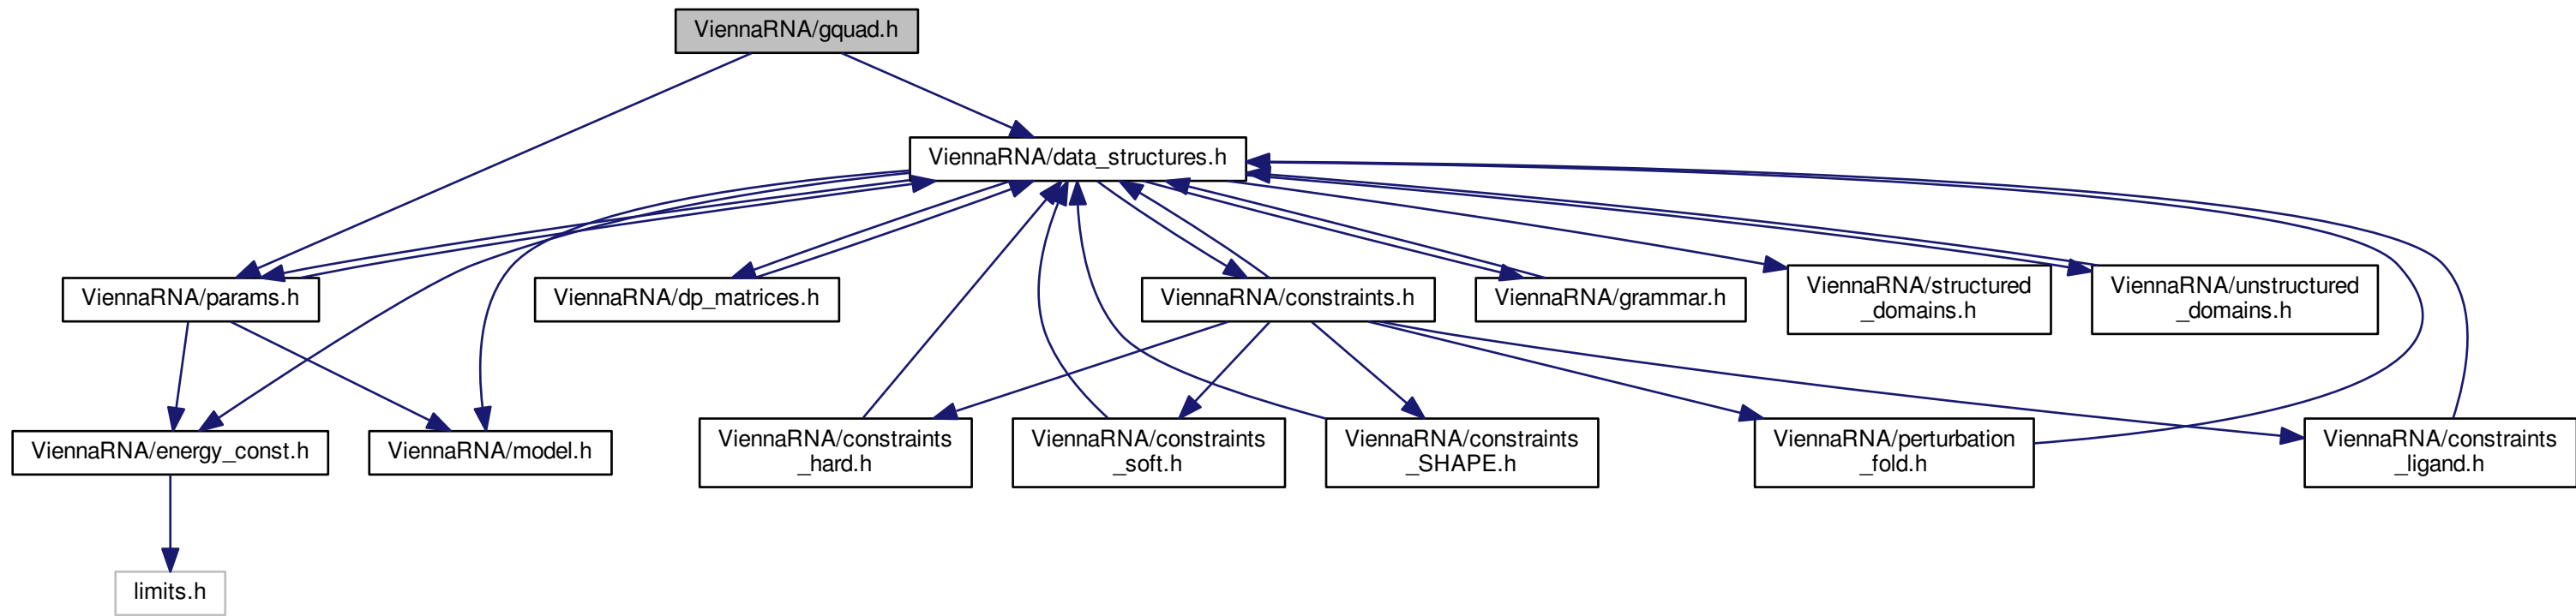 ViennaRNA/gquad.h
ViennaRNA/data_structures.h
ViennaRNA/params.h
ViennaRNA/dp_matrices.h
ViennaRNA/constraints.h
ViennaRNA/grammar.h
ViennaRNA/structured
_domains.h
ViennaRNA/unstructured
_domains.h
ViennaRNA/energy_const.h
ViennaRNA/model.h
ViennaRNA/constraints
_hard.h
ViennaRNA/constraints
_soft.h
ViennaRNA/constraints
_SHAPE.h
ViennaRNA/perturbation
_fold.h
ViennaRNA/constraints
_ligand.h
limits.h